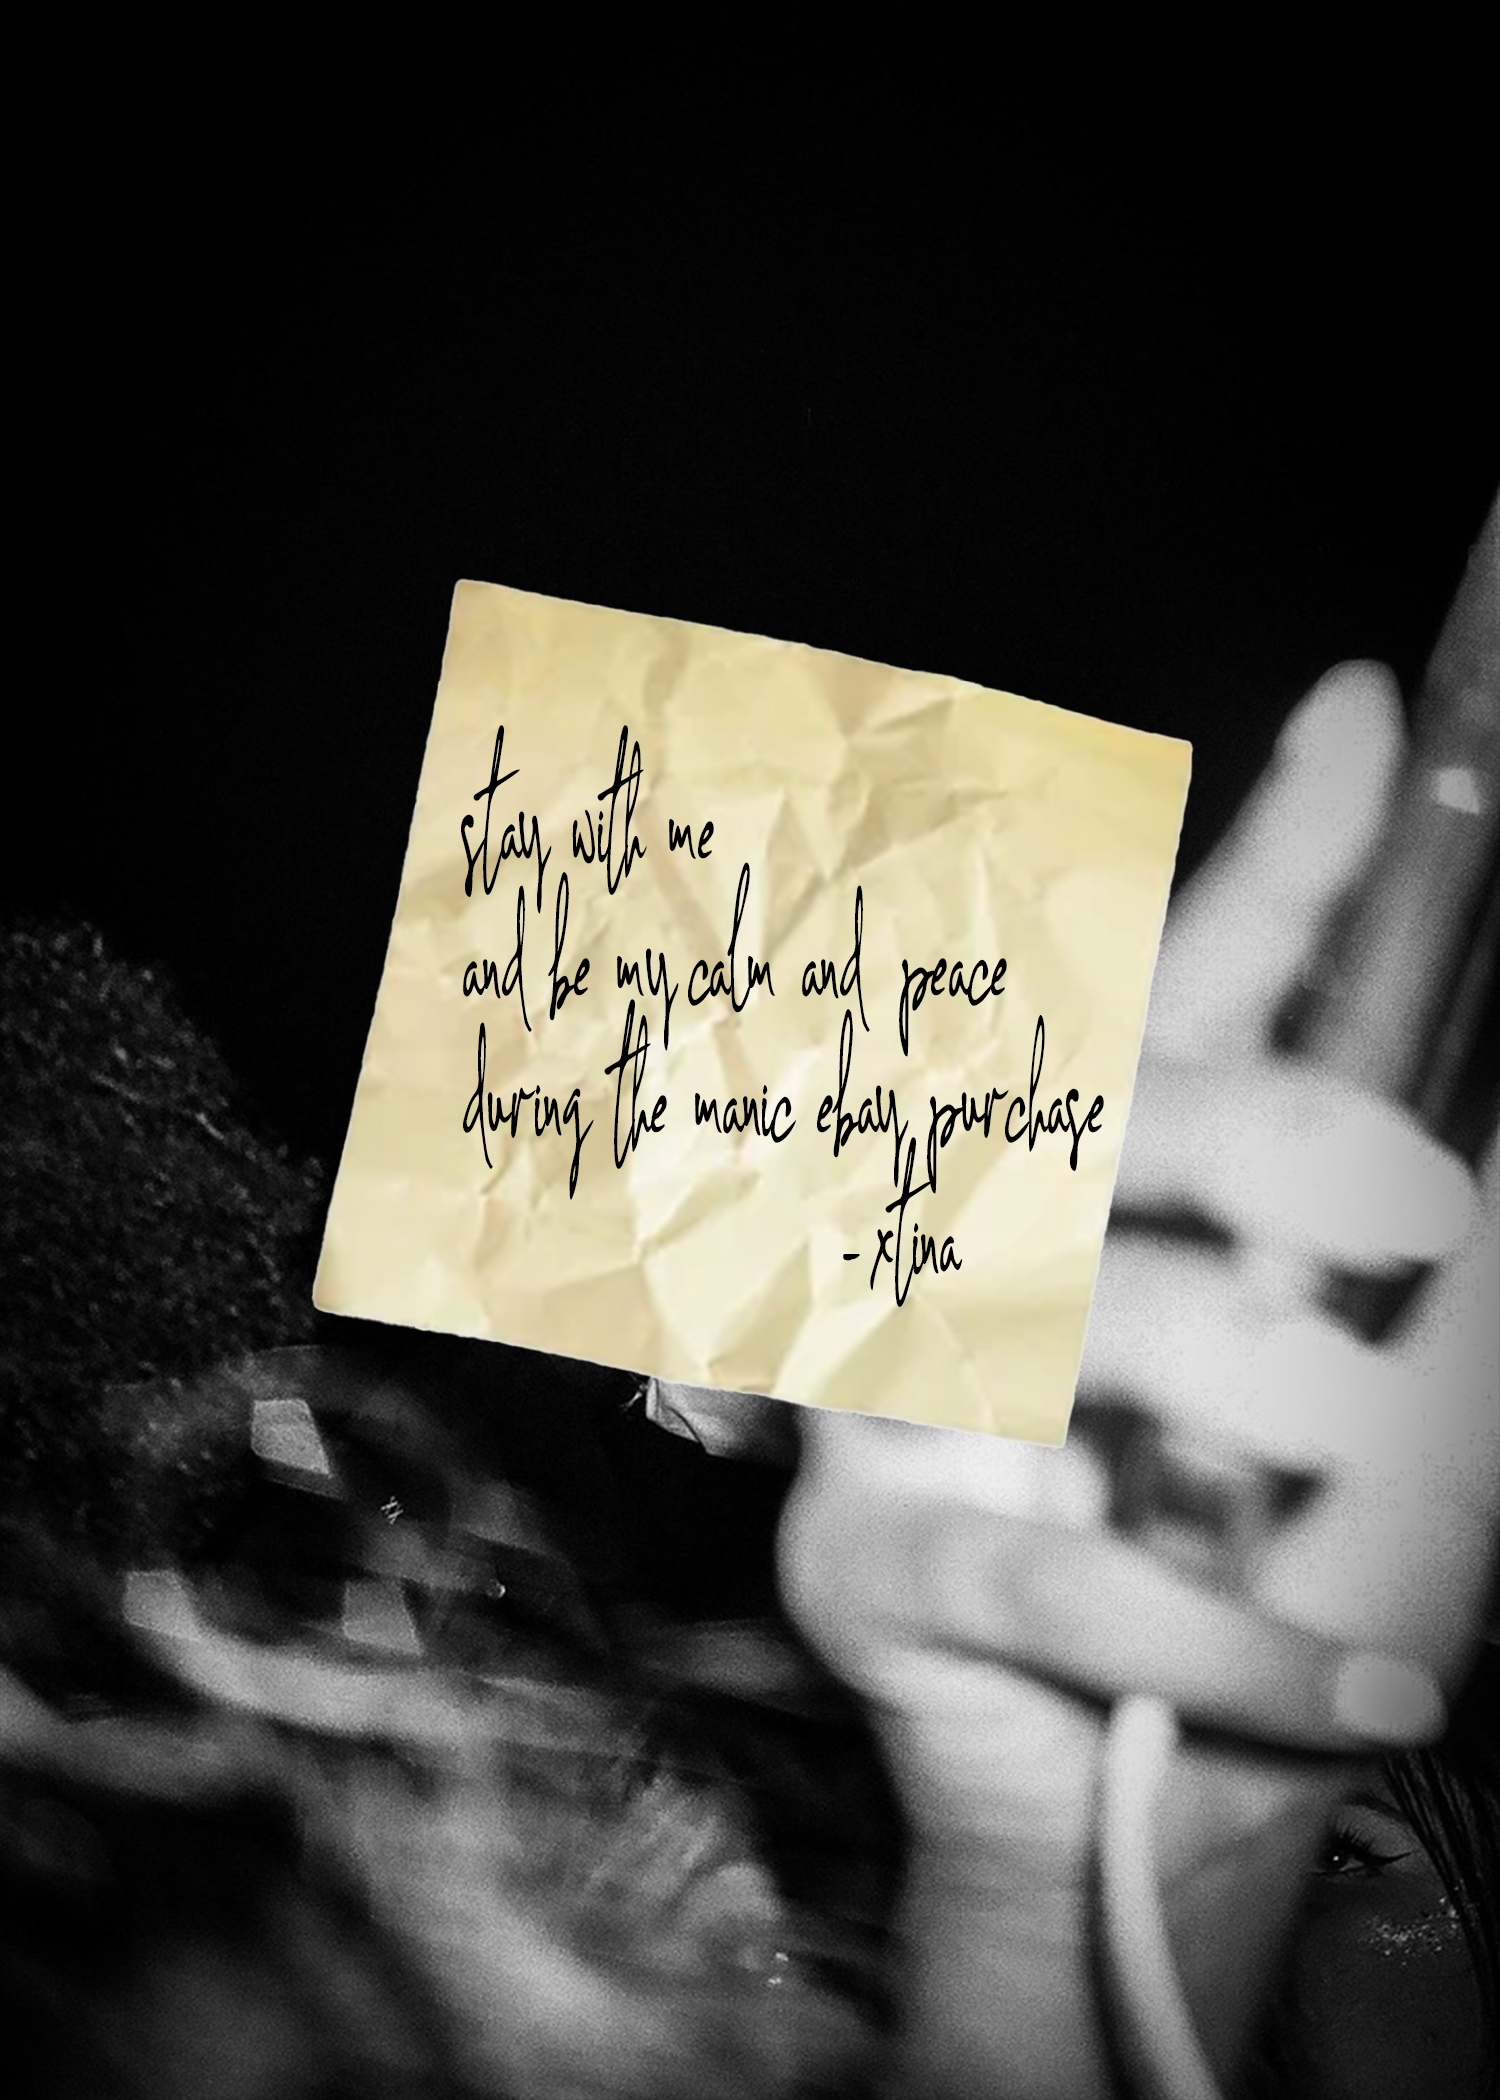 stay with me
and be my calm and peace
during the manic ebay purchase
- xtina